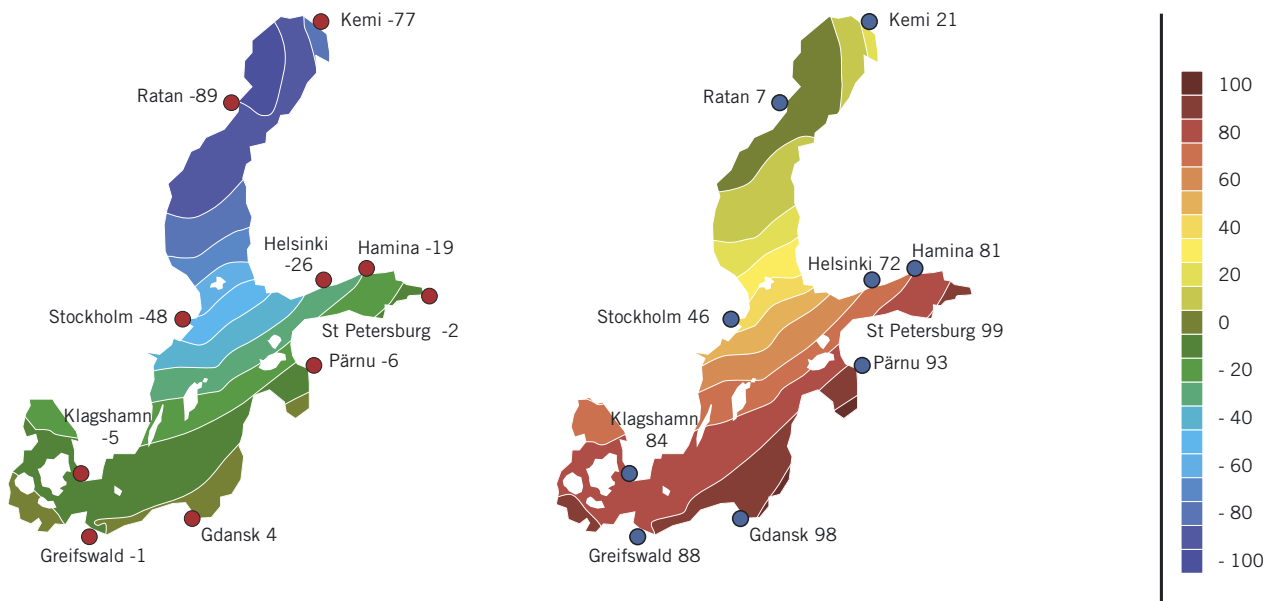 Kemi -77
Ratan -89
Helsinki
-26
Hamina -19
Stockholm -48
St Petersburg -2
Pärnu -6
Klagshamn
-5
Gdansk 4
Greifswald -1
Kemi 21
Ratan 7
Helsinki 72
Hamina 81
Stockholm 46
St Petersburg 99
Pärnu 93
Klagshamn
84
Gdansk 98
Greifswald 88
100
80
60
40
20
0
- 20
- 40
- 60
- 80
- 100